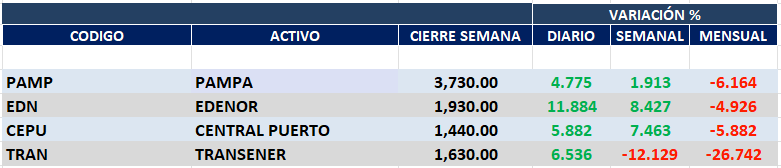 VARIACIÓN %
CODIGO ACTIVO CIERRE SEMANA DIARIO SEMANAL MENSUAL
PAMP PAMPA 3,730.00 4.775 1.913 -6.164
EDN EDENOR 1,930.00 11.884 8.427 -4.926
CEPU CENTRAL PUERTO 1,440.00 5.882 7.463 -5.882
TRAN TRANSENER 1,630.00 6.536 -12.129 -26.742